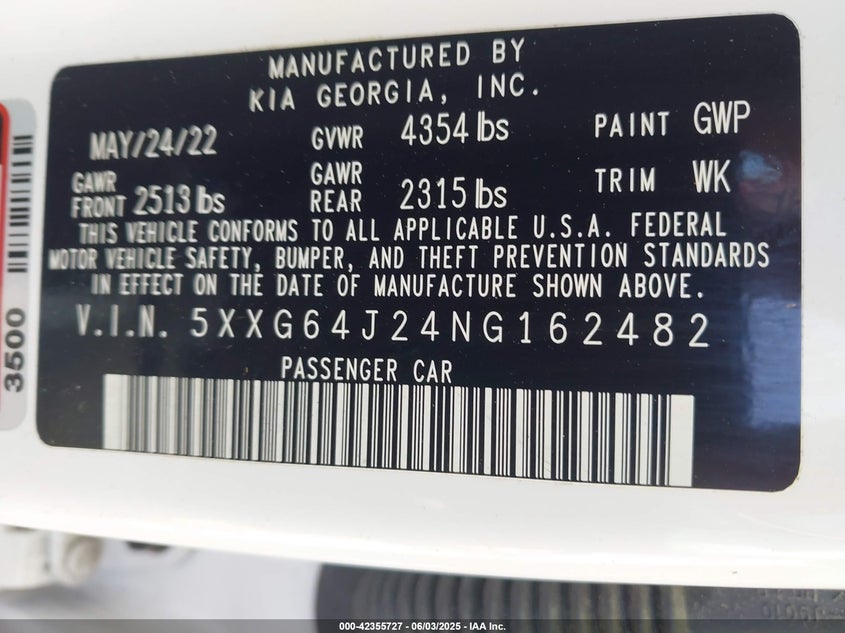 MANUFACTURED BY
KIA GEORGIA, INC.
MAY/24/22 GVWR 4354 lbs PAINT GWP
GAWR FRONT 2513 lbs GAWR REAR 2315 lbs TRIM WK
THIS VEHICLE CONFORMS TO ALL APPLICABLE U.S.A. FEDERAL
MOTOR VEHICLE SAFETY, BUMPER, AND THEFT PREVENTION STANDARDS
IN EFFECT ON THE DATE OF MANUFACTURE SHOWN ABOVE.
V.I.N. 5XXG64J24NG162482
PASSENGER CAR
3500
000-42355727 - 06/03/2025 - IAA Inc.